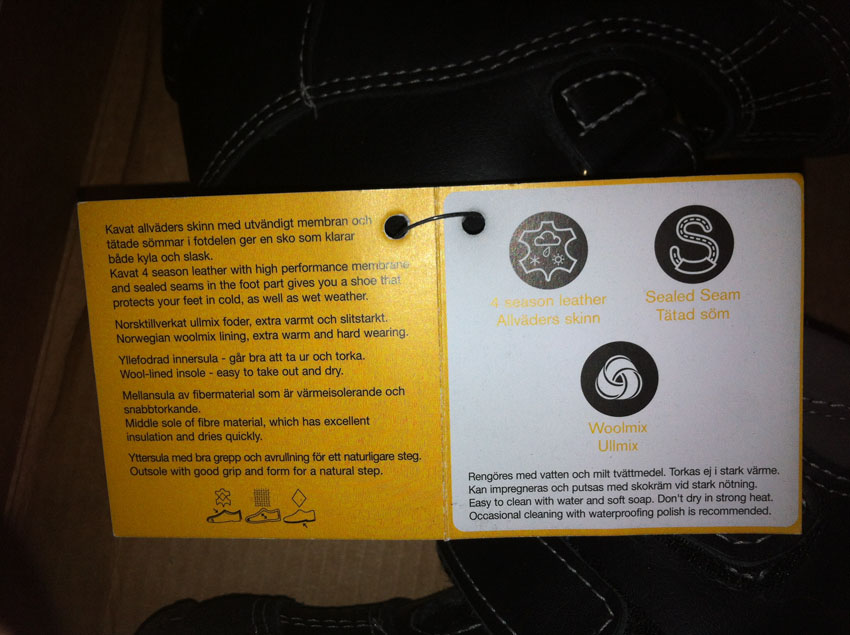 Kavat allväders skinn med utvändigt membran och
tätade sömmar i fotdelen ger en sko som klarar
både kyla och slask.
Kavat 4 season leather with high performance membrane
and sealed seams in the foot part gives you a shoe that
protects your feet in cold, as well as wet weather.
Norsktillverkat ullmix foder, extra varmt och slitstarkt.
Norwegian woolmix lining, extra warm and hard wearing.
Yllefodrad innersula - går bra att ta ur och torka.
Wool-lined insole - easy to take out and dry.
Mellansula av fibermaterial som är värmeisolerande och
snabbtorkande.
Middle sole of fibre material, which has excellent
insulation and dries quickly.
Yttersula med bra grepp och avrullning för ett naturligare steg.
Outsole with good grip and form for a natural step.
4 season leather
Allväders skinn
S
Sealed Seam
Tätad söm
Woolmix
Ullmix
Rengöres med vatten och milt tvättmedel. Torkas ej i stark värme.
Kan impregneras och putsas med skokräm vid stark nötning.
Easy to clean with water and soft soap. Don't dry in strong heat.
Occasional cleaning with waterproofing polish is recommended.